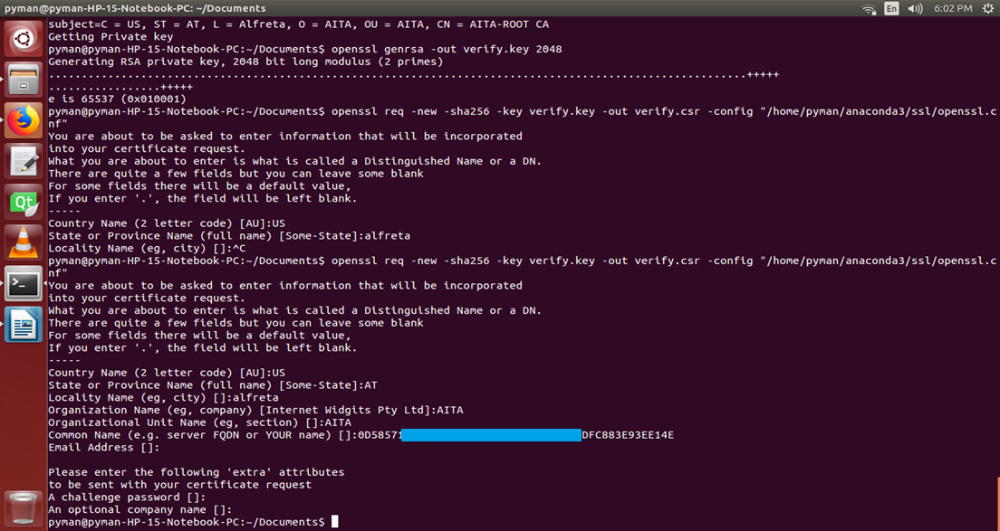 pyman@pyman-HP-15-Notebook-PC: ~/Documents
En
6:02 PM
subject=C = US, ST = AT, L = Alfreta, O = AITA, OU = AITA, CN = AITA-ROOT CA
Getting Private key
pyman@pyman-HP-15-Notebook-PC:~/Documents$ openssl genrsa -out verify.key 2048
Generating RSA private key, 2048 bit long modulus (2 primes)
.........................................................................................................+++++
.................+++++
e is 65537 (0x010001)
pyman@pyman-HP-15-Notebook-PC:~/Documents$ openssl req -new -sha256 -key verify.key -out verify.csr -config "/home/pyman/anaconda3/ssl/openssl.c
nf"
You are about to be asked to enter information that will be incorporated
into your certificate request.
What you are about to enter is what is called a Distinguished Name or a DN.
There are quite a few fields but you can leave some blank
For some fields there will be a default value,
If you enter '.', the field will be left blank.
-----
Country Name (2 letter code) [AU]:US
State or Province Name (full name) [Some-State]:alfreta
Locality Name (eg, city) []:^C
pyman@pyman-HP-15-Notebook-PC:~/Documents$ openssl req -new -sha256 -key verify.key -out verify.csr -config "/home/pyman/anaconda3/ssl/openssl.c
nf"
You are about to be asked to enter information that will be incorporated
into your certificate request.
What you are about to enter is what is called a Distinguished Name or a DN.
There are quite a few fields but you can leave some blank
For some fields there will be a default value,
If you enter '.', the field will be left blank.
-----
Country Name (2 letter code) [AU]:US
State or Province Name (full name) [Some-State]:AT
Locality Name (eg, city) []:alfreta
Organization Name (eg, company) [Internet Widgits Pty Ltd]:AITA
Organizational Unit Name (eg, section) []:AITA
Common Name (e.g. server FQDN or YOUR name) []:0D58571 DFC883E93EE14E
Email Address []:

Please enter the following 'extra' attributes
to be sent with your certificate request
A challenge password []:
An optional company name []:
pyman@pyman-HP-15-Notebook-PC:~/Documents$
Qt